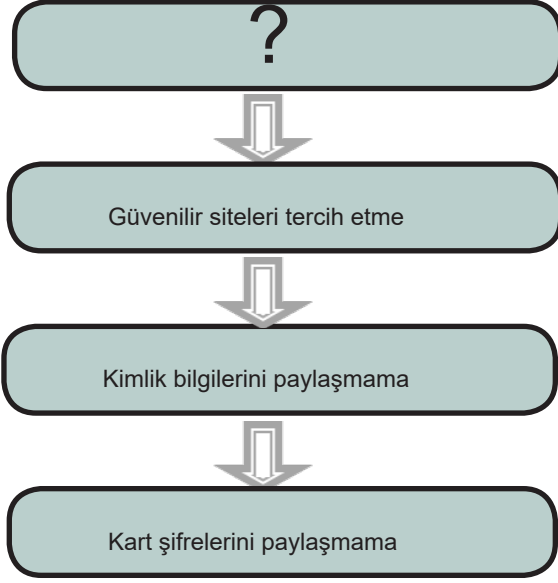 ?
Güvenilir siteleri tercih etme
Kimlik bilgilerini paylaşmama
Kart şifrelerini paylaşmama